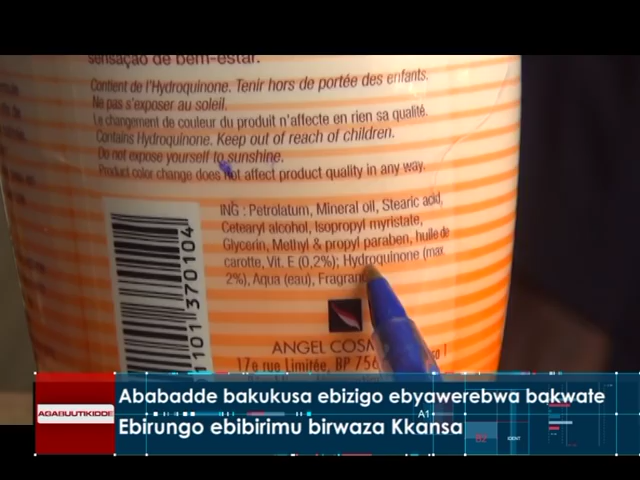 sensação de bem-estar.
Contient de l'Hydroquinone. Tenir hors de portée des enfants.
Ne pas s'exposer au soleil.
Le changement de couleur du produit n'affecte en rien sa qualité.
Contains Hydroquinone. Keep out of reach of children.
Do not expose yourself to sunshine.
Product color change does not affect product quality in any way.
ING : Petrolatum, Mineral oil, Stearic acid,
Cetearyl alcohol, Isopropyl myristate,
Glycerin, Methyl & propyl paraben, huile de
carotte, Vit. E (0,2%); Hydroquinone (max
2%), Aqua (eau),
ANGEL
17è rue Limitée, BP
01101 370104
AGABUUTIKIDDE
Ababadde bakukusa ebizigo ebyawerebwa bakwate
A1
Ebirungo ebibirimu birwaza Kkansa